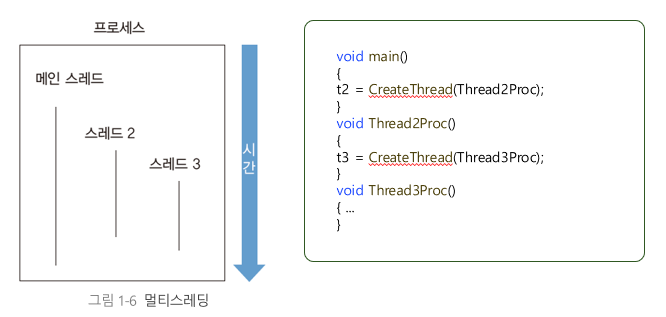 프로세스
메인 스레드
스레드 2
스레드 3
시
간
그림 1-6 멀티스레딩
void main()
{
t2 = CreateThread(Thread2Proc);
}
void Thread2Proc()
{
t3 = CreateThread(Thread3Proc);
}
void Thread3Proc()
{ ...
}